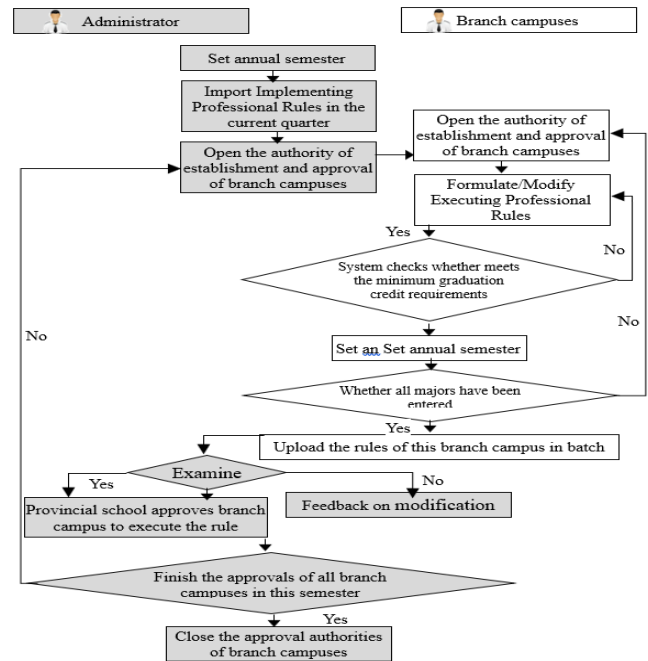 Administrator
Branch campuses
Set annual semester
Import Implementing
Professional Rules in the
current quarter
Open the authority of
establishment and approval
of branch campuses
Open the authority of
establishment and approval
of branch campuses
Formulate/Modify
Executing Professional
Rules
Yes
No
System checks whether meets
the minimum graduation
credit requirements
No
No
Set an Set annual semester
Whether all majors have been
entered
Yes
Upload the rules of this branch campus in batch
Examine
Yes
No
Provincial school approves branch
campus to execute the rule
Feedback on modification
Finish the approvals of all branch
campuses in this semester
Yes
Close the approval authorities
of branch campuses